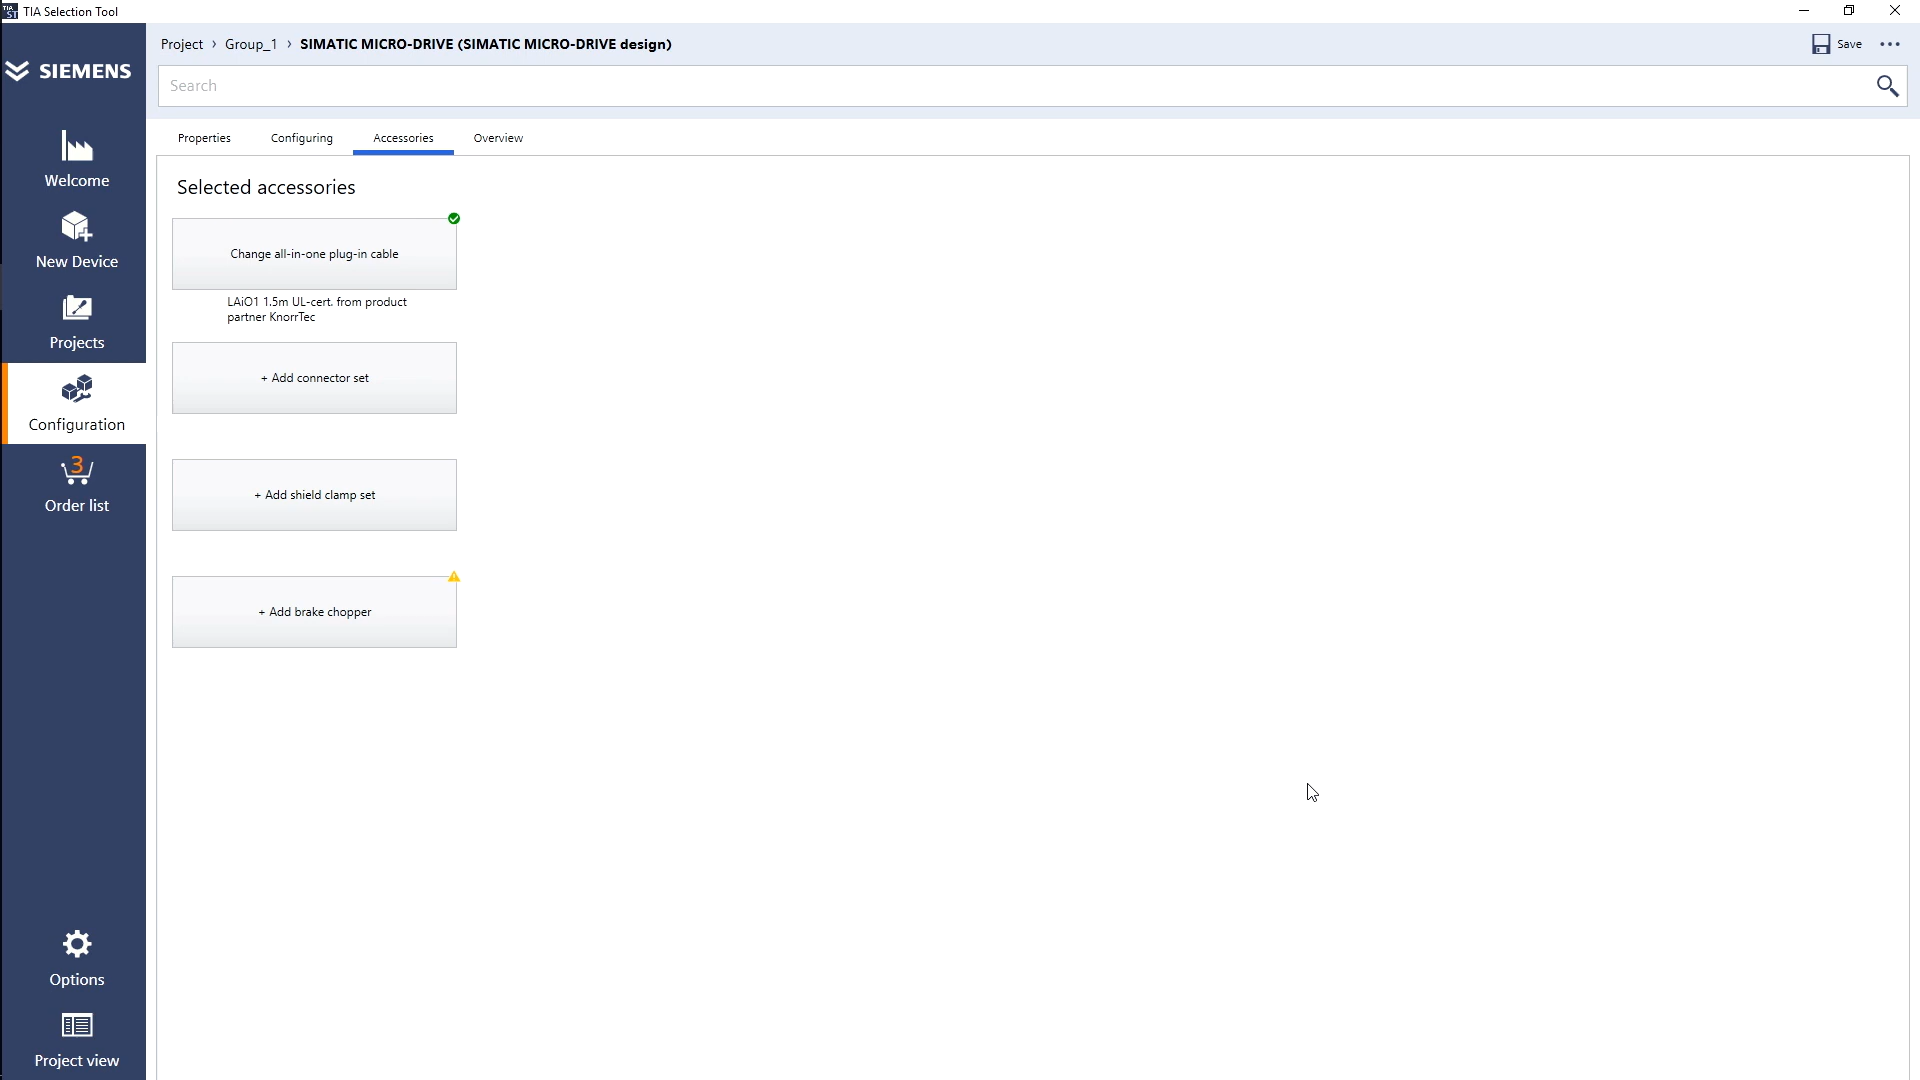 TIA Selection Tool
Project › Group_1 › SIMATIC MICRO-DRIVE (SIMATIC MICRO-DRIVE design)
Save
SIEMENS
Search
Properties Configuring Accessories Overview
Welcome
New Device
Projects
Configuration
3
Order list
Options
Project view
Selected accessories
Change all-in-one plug-in cable
LAiO1 1.5m UL-cert. from product
partner KnorrTec
+ Add connector set
+ Add shield clamp set
+ Add brake chopper